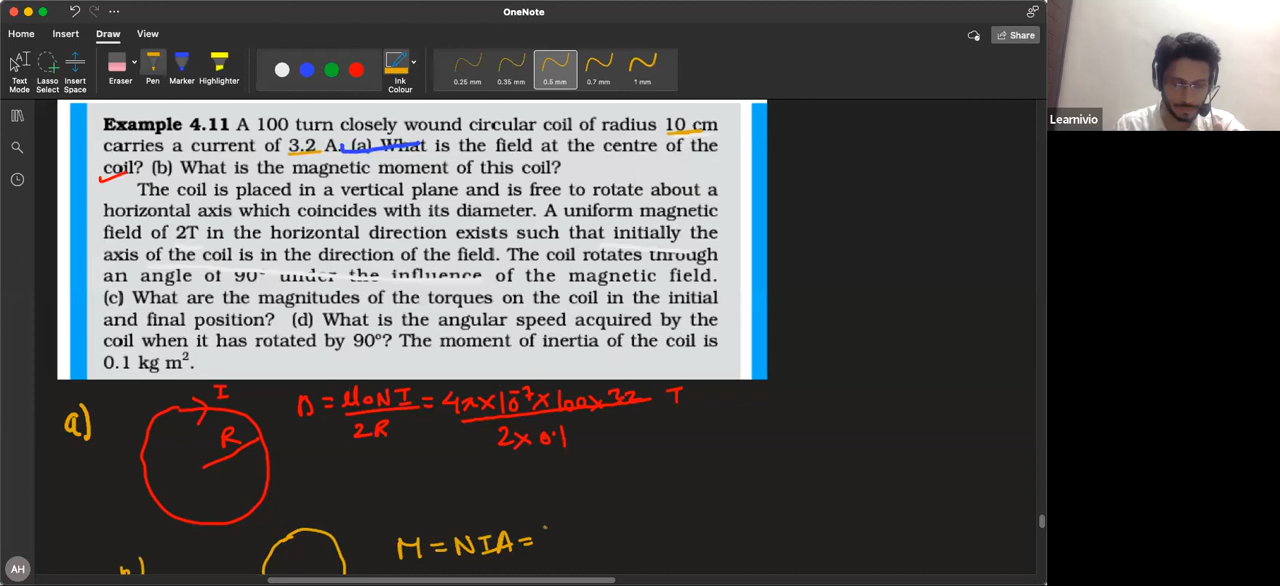 OneNote
Home Insert Draw View
Share
Text Mode
Lasso Select
Insert Space
Eraser
Pen
Marker
Highlighter
Ink Colour
0.25 mm
0.35 mm
0.5 mm
0.7 mm
1 mm
Learnivio
Example 4.11 A 100 turn closely wound circular coil of radius 10 cm
carries a current of 3.2 A. (a) What is the field at the centre of the
coil? (b) What is the magnetic moment of this coil?
The coil is placed in a vertical plane and is free to rotate about a
horizontal axis which coincides with its diameter. A uniform magnetic
field of 2T in the horizontal direction exists such that initially the
axis of the coil is in the direction of the field. The coil rotates through
an angle of 90° under the influence of the magnetic field.
(c) What are the magnitudes of the torques on the coil in the initial
and final position? (d) What is the angular speed acquired by the
coil when it has rotated by 90°? The moment of inertia of the coil is
0.1 kg m².
a)
I
R
B = μ0NI / 2R = 4π×10⁻⁷×100×3.2 / 2×0.1 T
b)
M = NIA =
AH